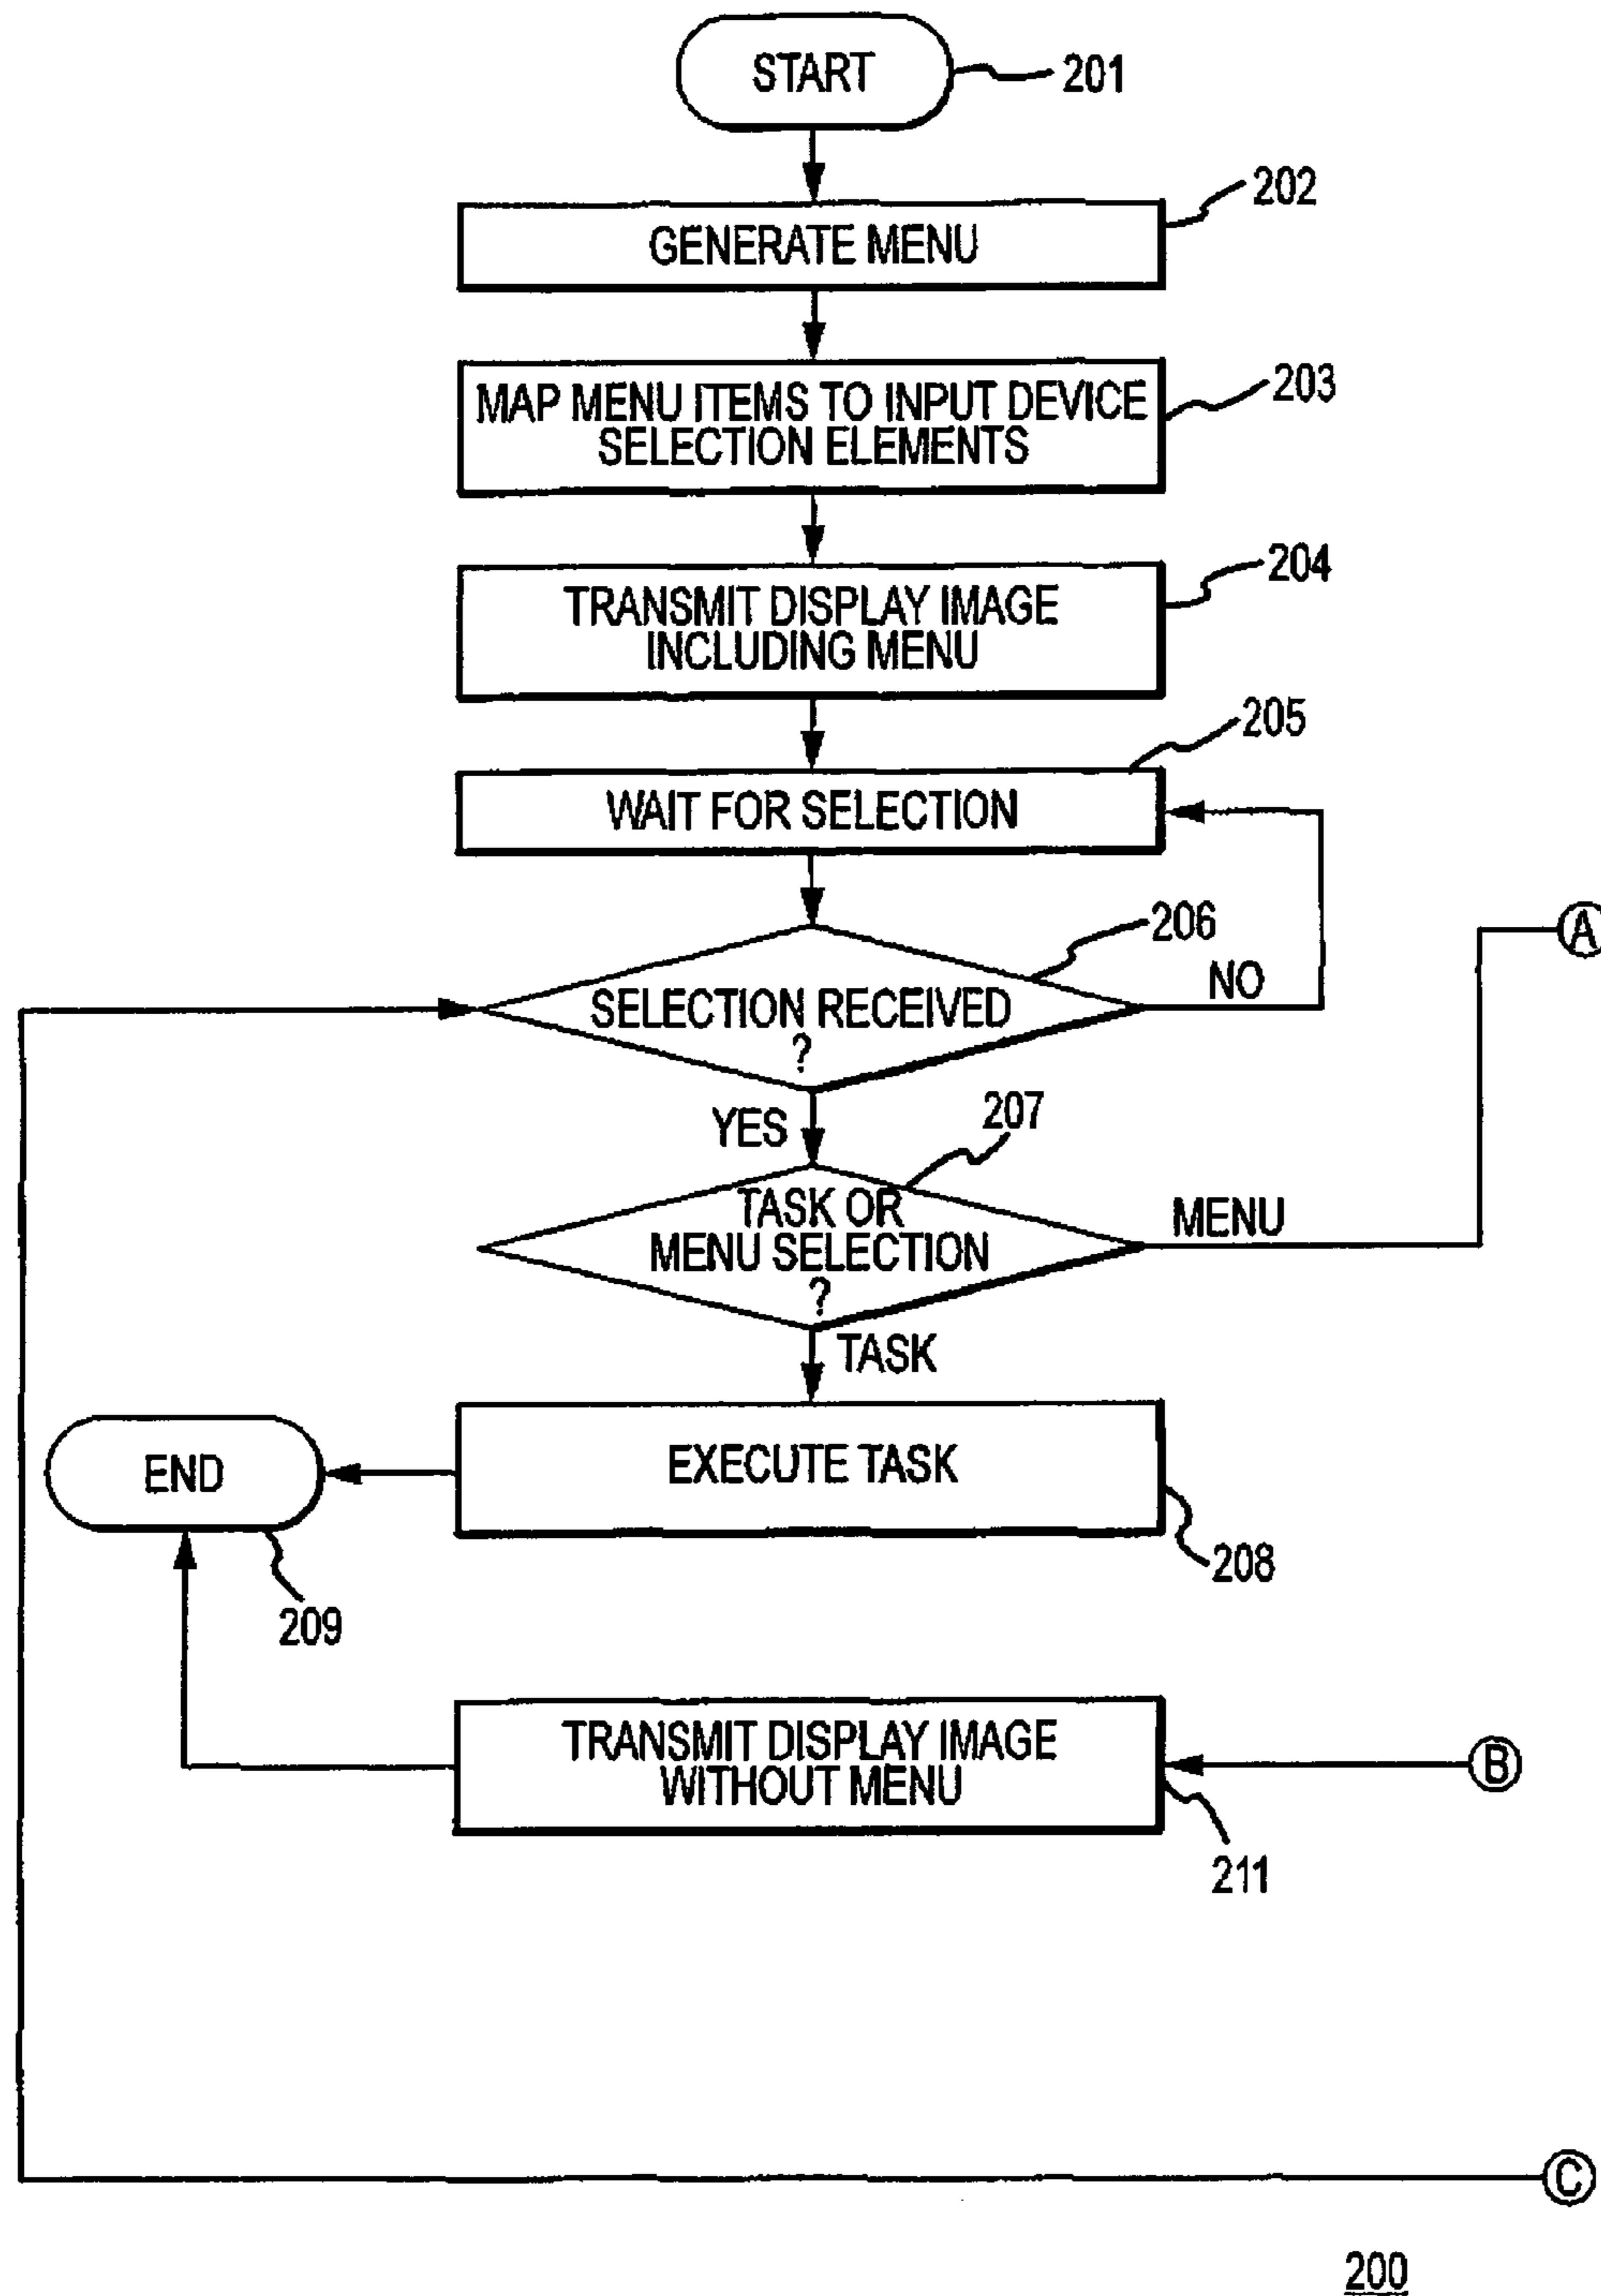 START
201
202
GENERATE MENU
203
MAP MENU ITEMS TO INPUT DEVICE
SELECTION ELEMENTS
204
TRANSMIT DISPLAY IMAGE
INCLUDING MENU
205
WAIT FOR SELECTION
206
A
NO
SELECTION RECEIVED
?
YES
207
TASK OR
MENU SELECTION
?
MENU
TASK
END
EXECUTE TASK
208
209
TRANSMIT DISPLAY IMAGE
WITHOUT MENU
B
211
C
200